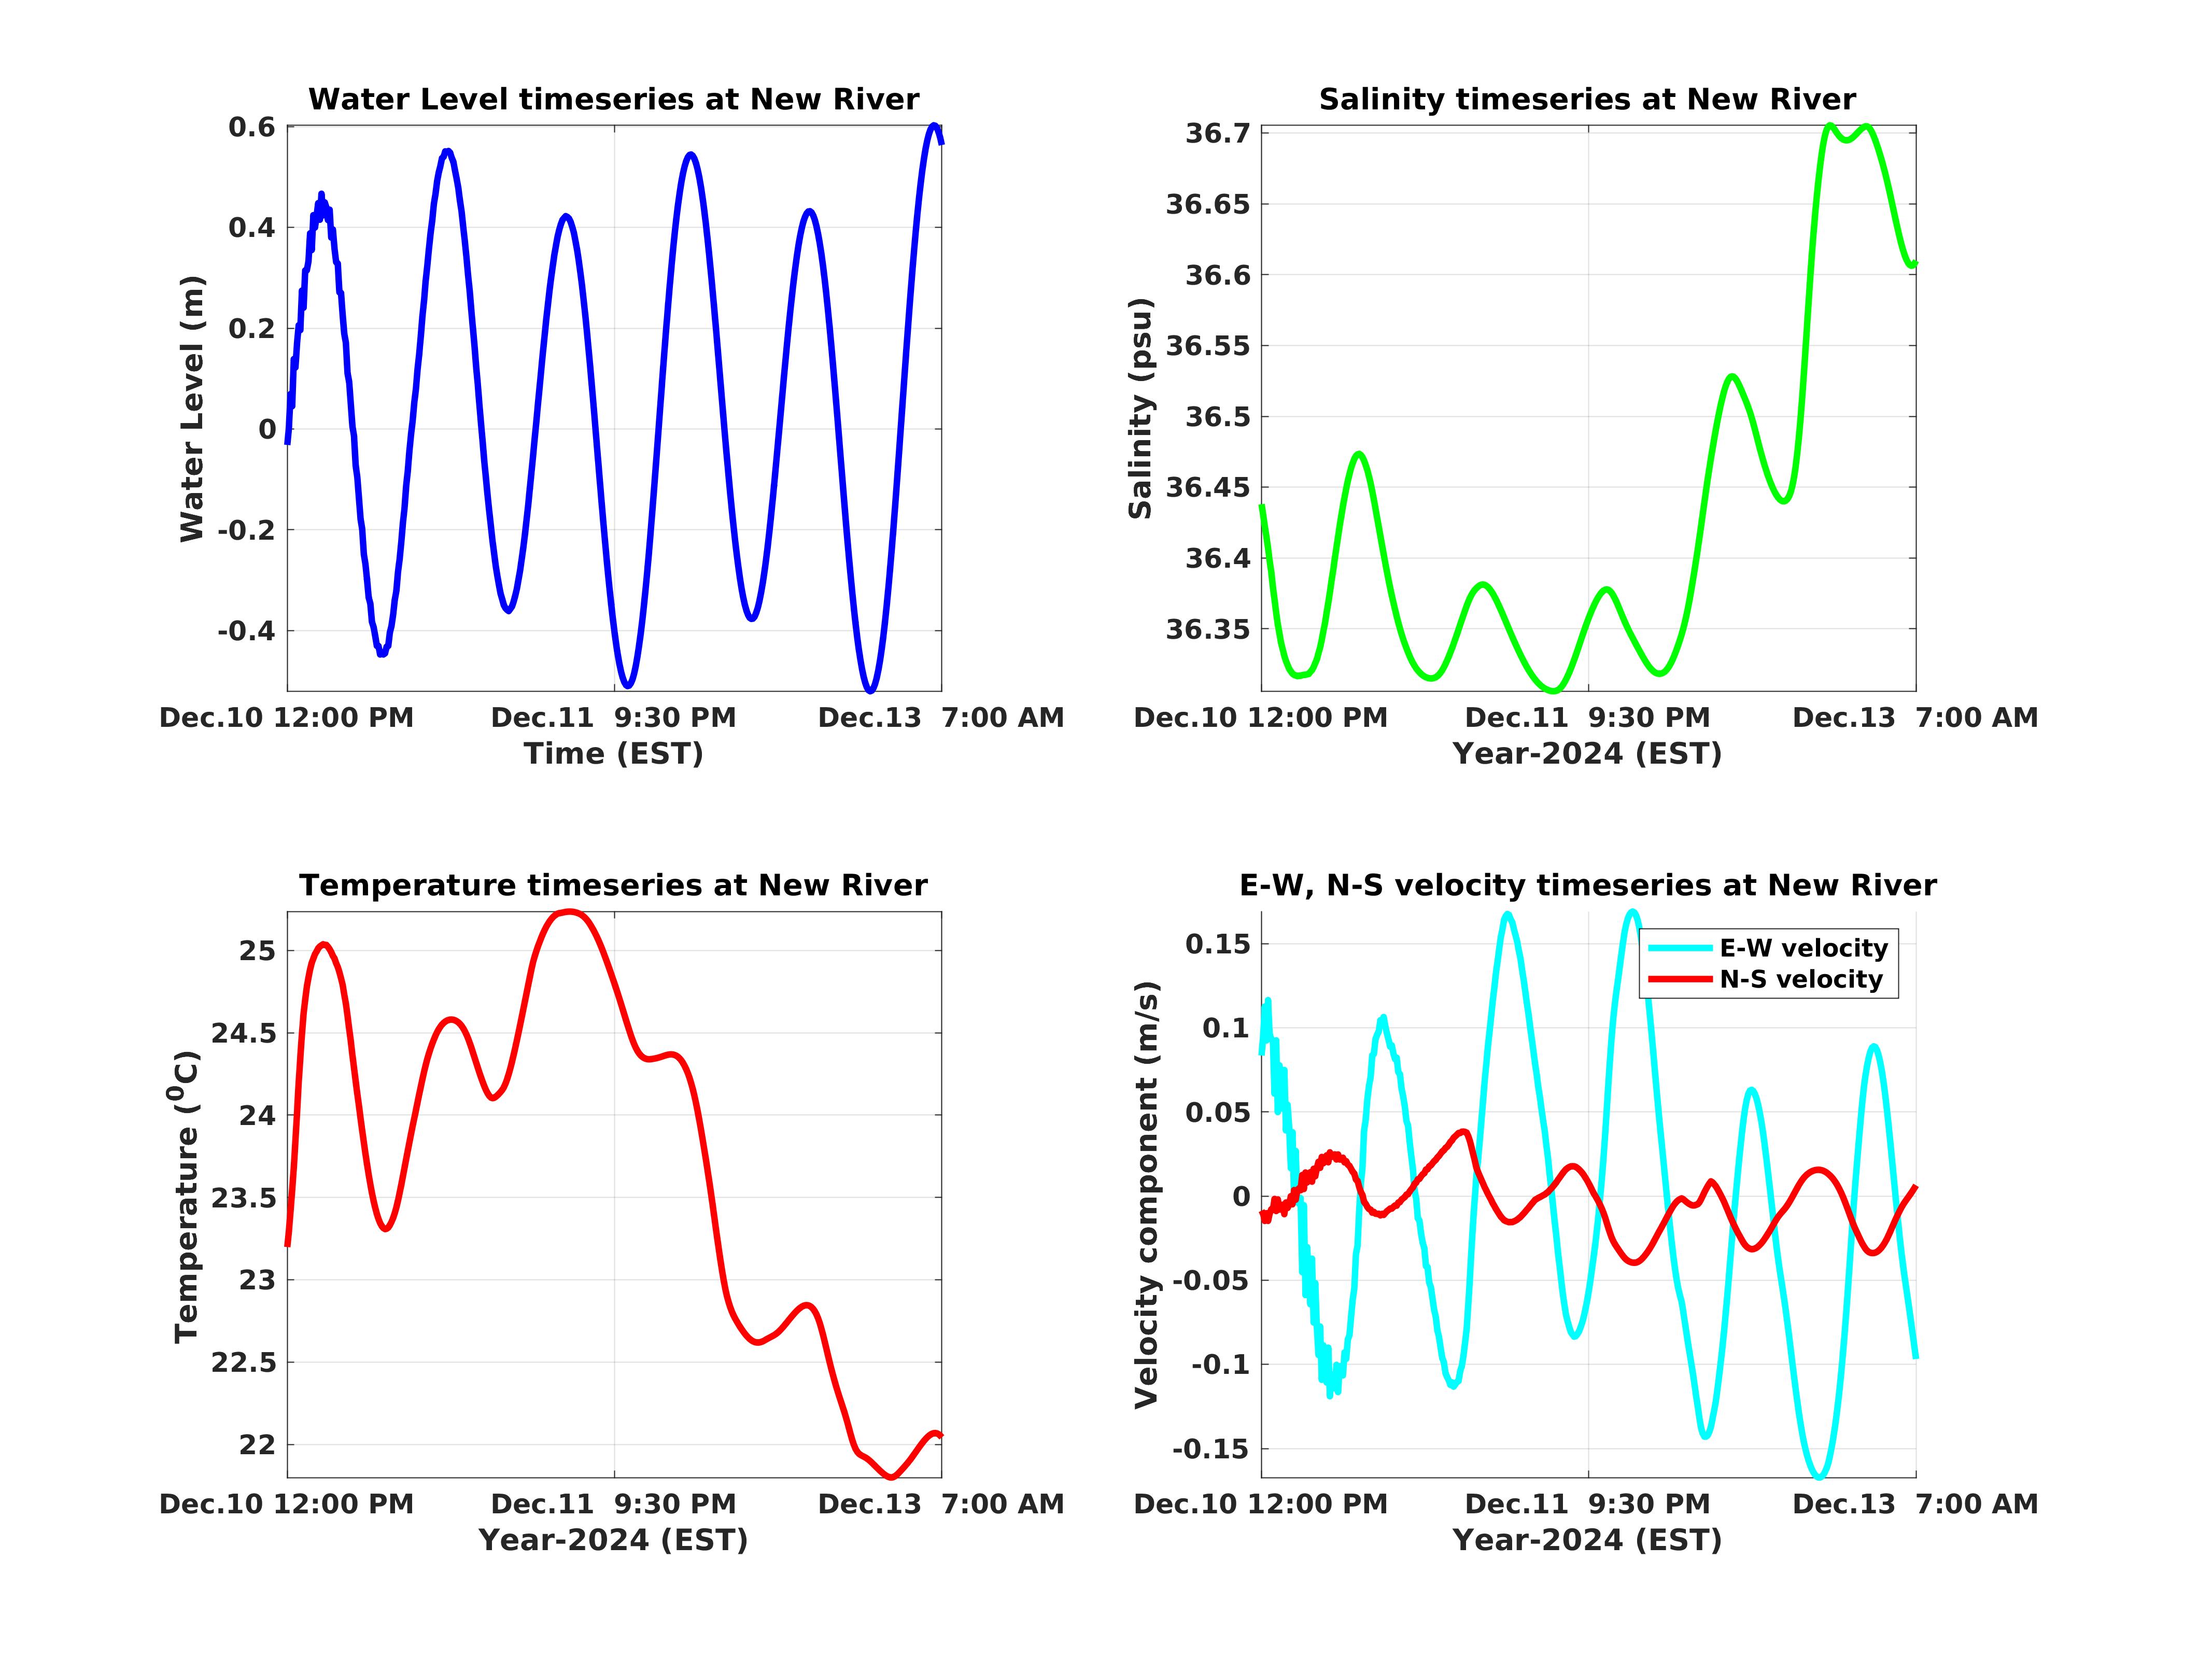 Water Level timeseries at New River
0.6
0.4
0.2
0
-0.2
-0.4
Water Level (m)
Dec.10 12:00 PM
Dec.11 9:30 PM
Dec.13 7:00 AM
Time (EST)
Salinity timeseries at New River
36.7
36.65
36.6
36.55
36.5
36.45
36.4
36.35
Salinity (psu)
Dec.10 12:00 PM
Dec.11 9:30 PM
Dec.13 7:00 AM
Year-2024 (EST)
Temperature timeseries at New River
25
24.5
24
23.5
23
22.5
22
Temperature (⁰C)
Dec.10 12:00 PM
Dec.11 9:30 PM
Dec.13 7:00 AM
Year-2024 (EST)
E-W, N-S velocity timeseries at New River
0.15
0.1
0.05
0
-0.05
-0.1
-0.15
Velocity component (m/s)
E-W velocity
N-S velocity
Dec.10 12:00 PM
Dec.11 9:30 PM
Dec.13 7:00 AM
Year-2024 (EST)